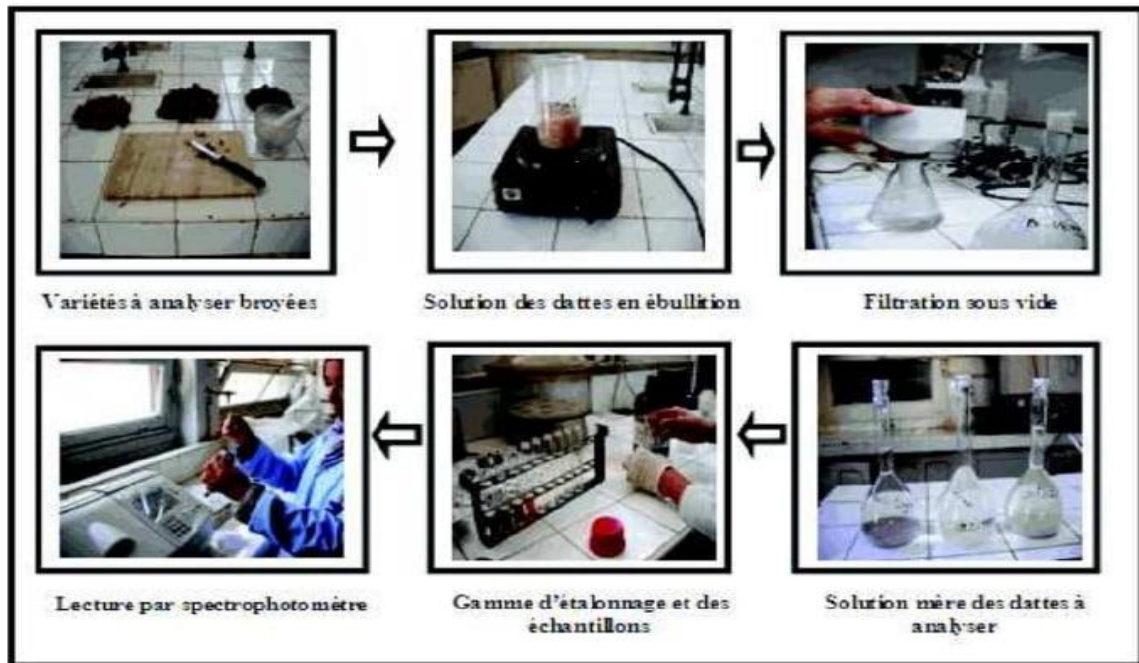 Variétés à analyser broyées
Solution des dattes en ébullition
Filtration sous vide
Solution mère des dattes à
analyser
Gamme d'étalonnage et des
échantillons
Lecture par spectrophotomètre